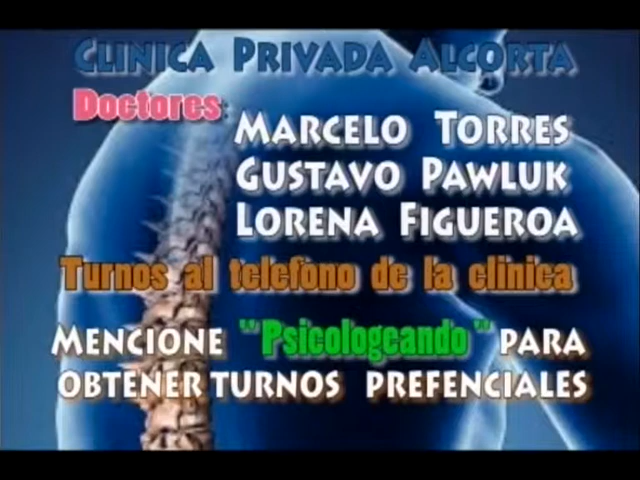 CLINICA PRIVADA ALCORTA
Doctores
MARCELO TORRES
GUSTAVO PAWLUK
LORENA FIGUEROA
Turnos al telefono de la clinica
MENCIONE "Psicologeando" PARA
OBTENER TURNOS PREFENCIALES